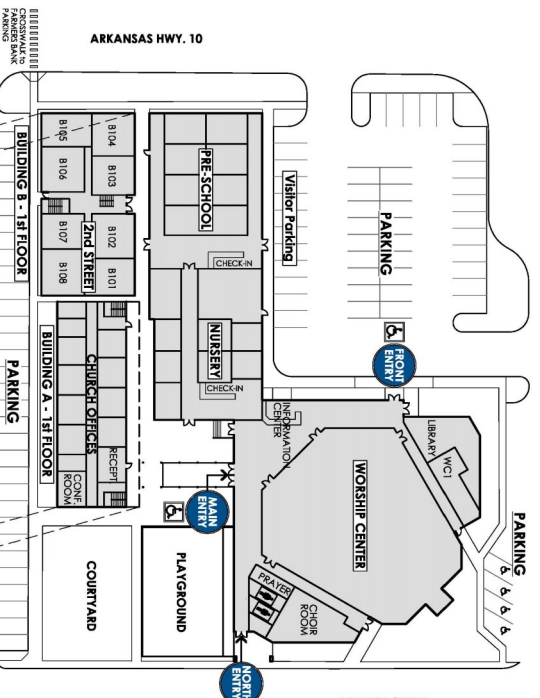 ARKANSAS HWY. 10
CROSSWALK to
FARMERS BANK
PARKING
B105
B104
B106
B103
2nd STREET
B107
B102
B108
B101
BUILDING B - 1st FLOOR
PRE-SCHOOL
CHECK-IN
NURSERY
CHECK-IN
Visitor Parking
PARKING
FRONT
ENTRY
INFORMATION
CENTER
LIBRARY
WC1
WORSHIP CENTER
PARKING
CHURCH OFFICES
RECEPT
CONF.
ROOM
BUILDING A - 1st FLOOR
PARKING
MAIN
ENTRY
PLAYGROUND
COURTYARD
PRAYER
CHOIR
ROOM
NORTH
ENTRY